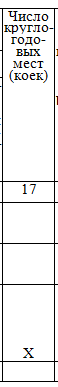 Число
кругло-
годо-
вых
мест
(коек)
17
X